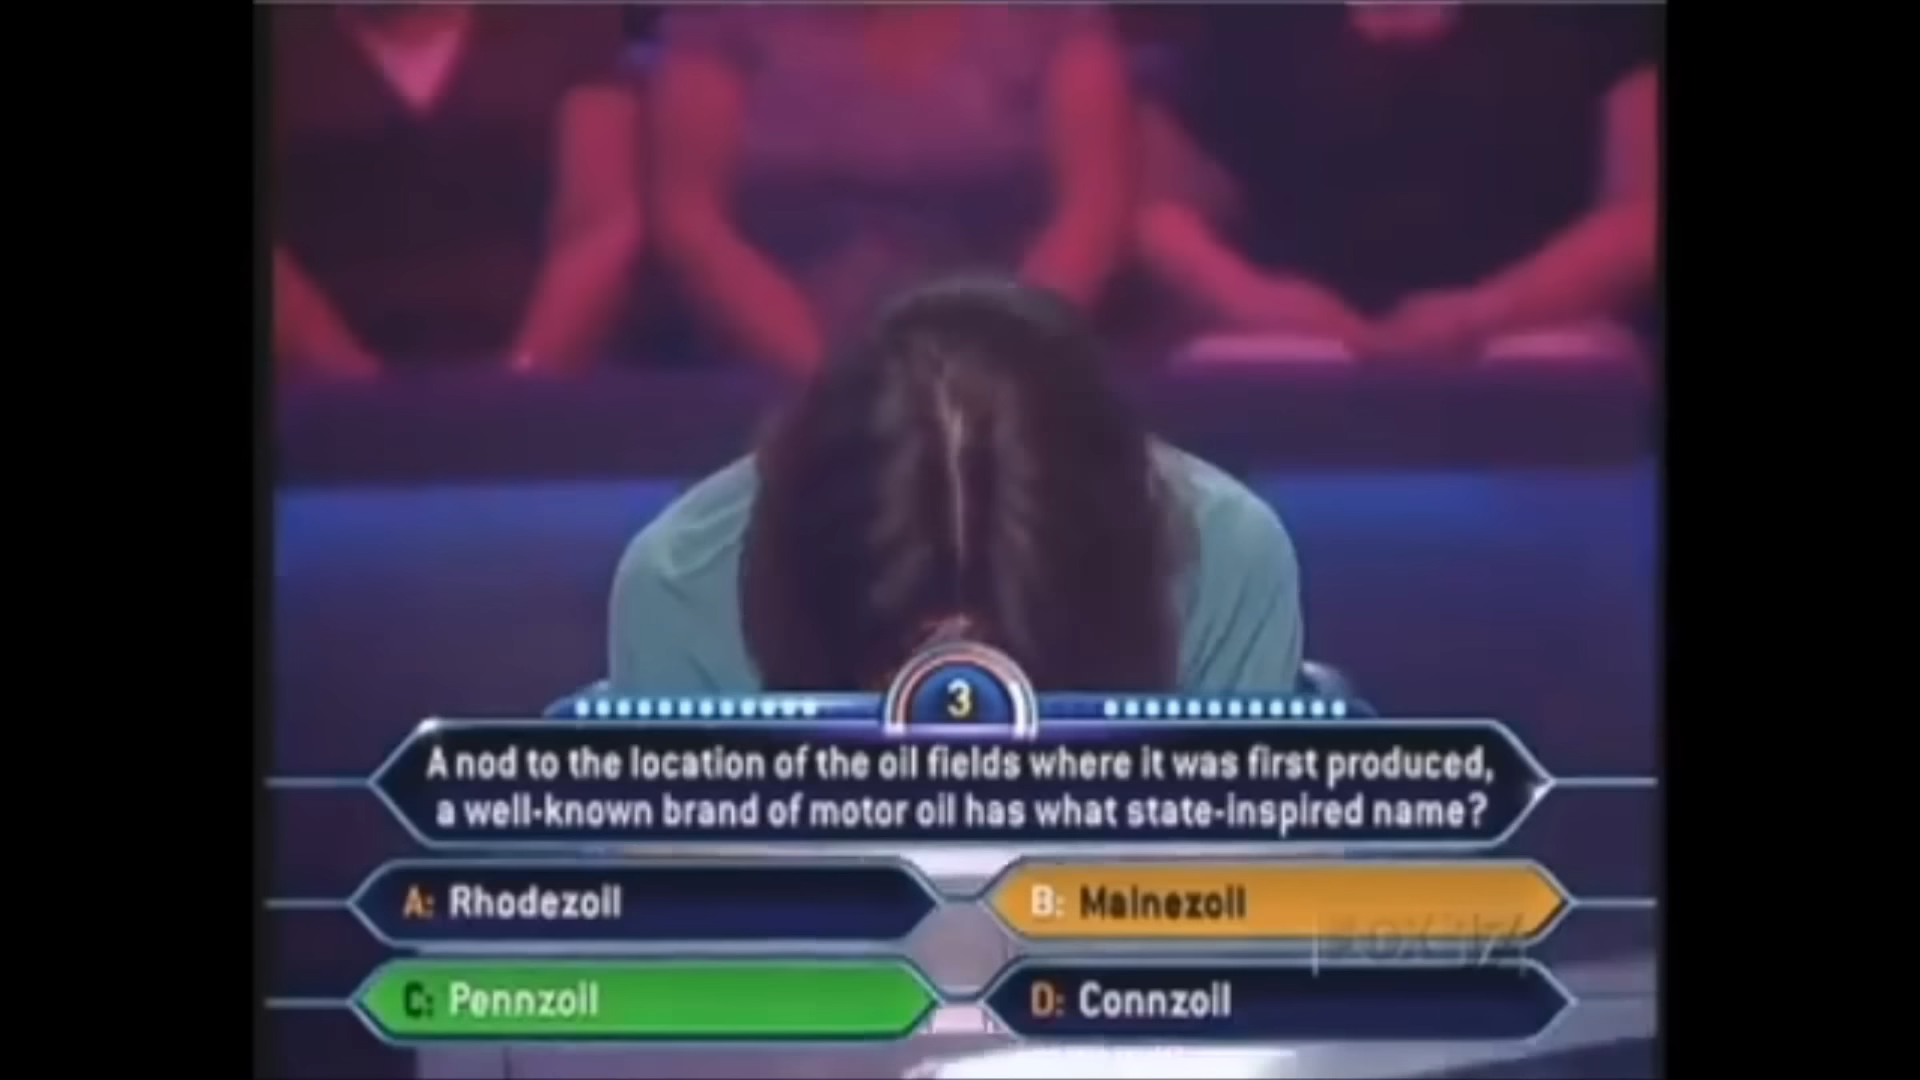 3
A nod to the location of the oil fields where it was first produced,
a well-known brand of motor oil has what state-inspired name?
A: Rhodezoil
B: Mainezoil
C: Pennzoil
D: Connzoil